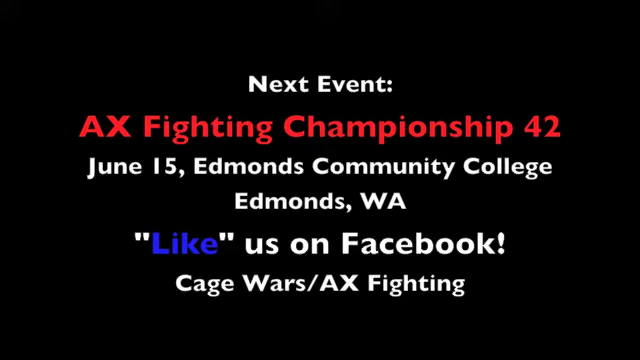 Next Event:
AX Fighting Championship 42
June 15, Edmonds Community College
Edmonds, WA
"Like" us on Facebook!
Cage Wars/AX Fighting